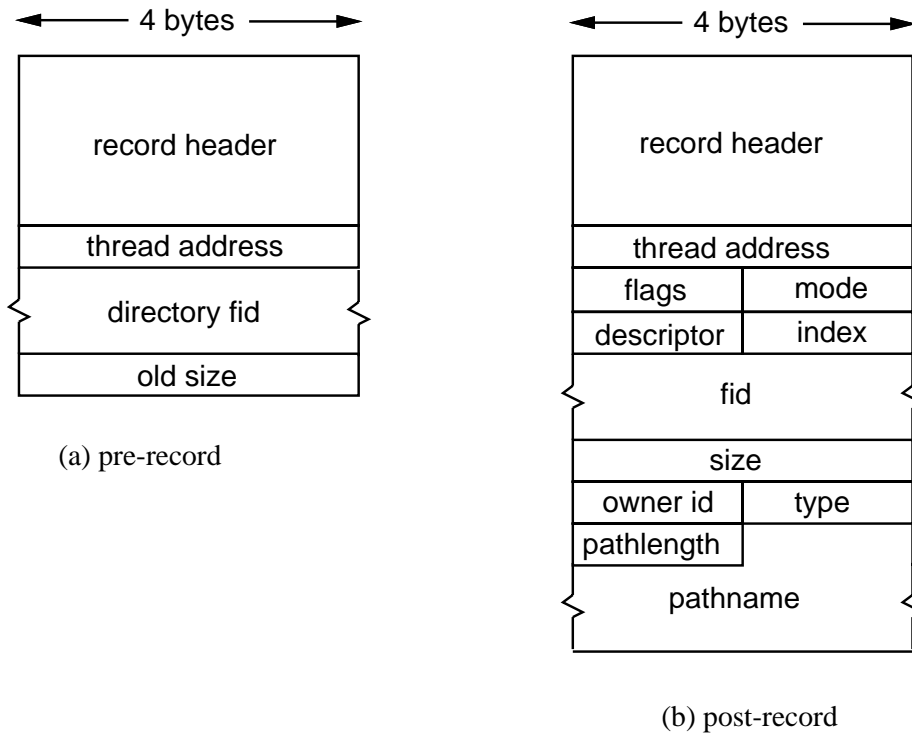 4 bytes
record header
thread address
directory fid
old size
(a) pre-record
4 bytes
record header
thread address
flags mode
descriptor index
fid
size
owner id type
pathlength
pathname
(b) post-record